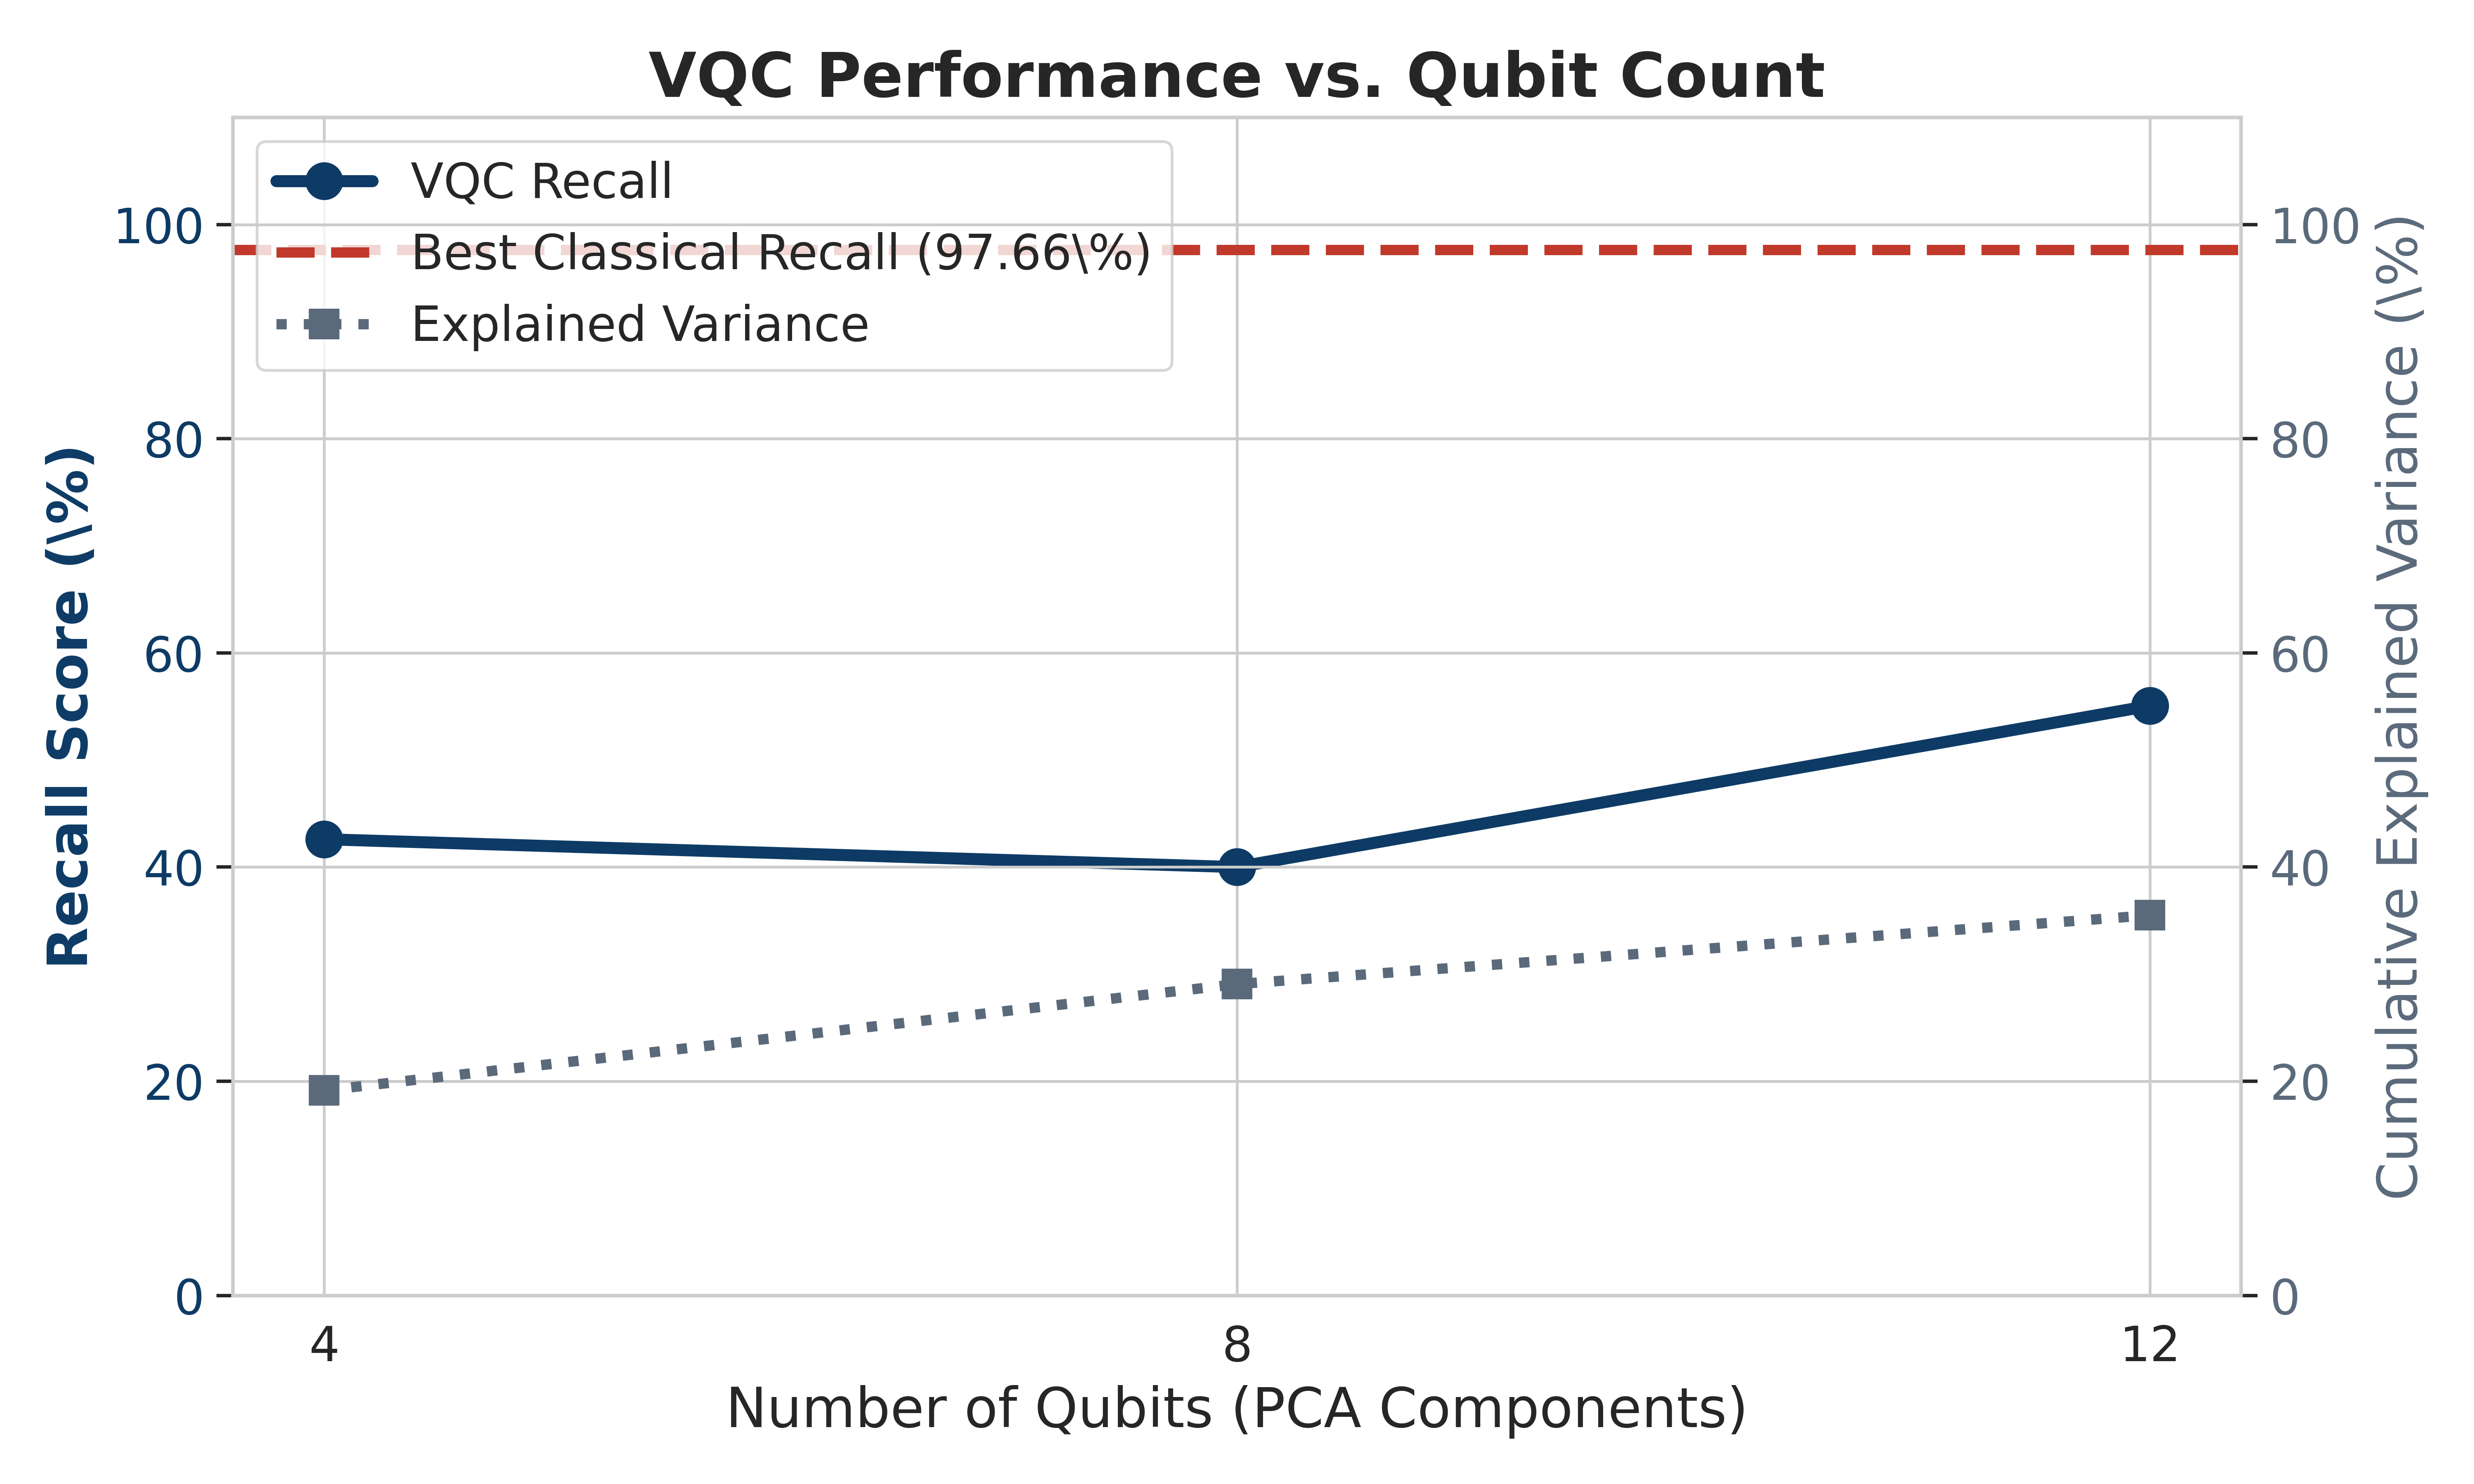 VQC Performance vs. Qubit Count
VQC Recall
Best Classical Recall (97.66\%)
Explained Variance
Recall Score (\%)
100
80
60
40
20
0
Cumulative Explained Variance (\%)
100
80
60
40
20
0
4
8
12
Number of Qubits (PCA Components)